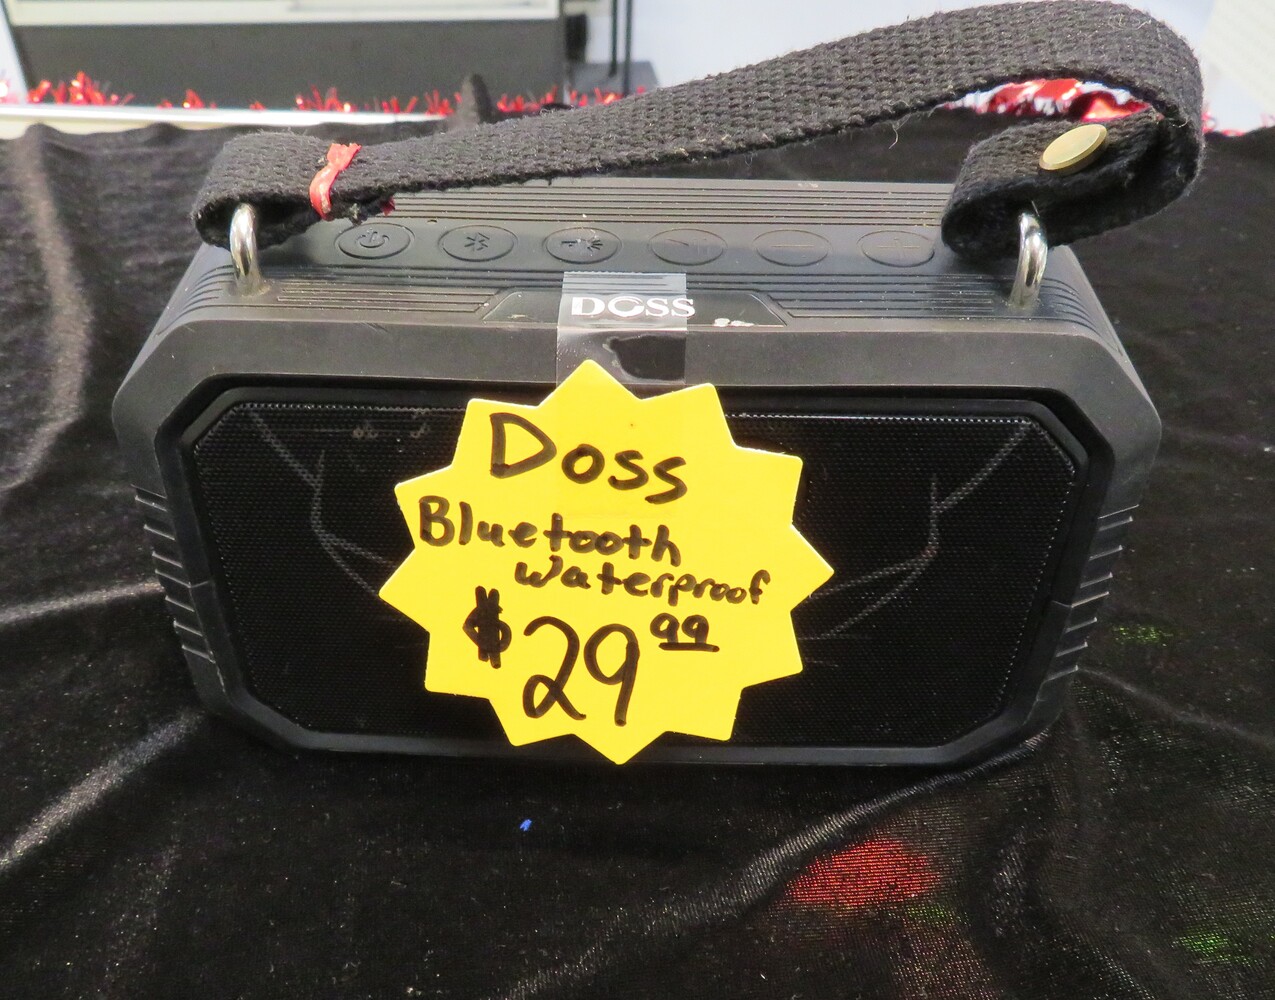 DOSS
Doss
Bluetooth
waterproof
$29.99